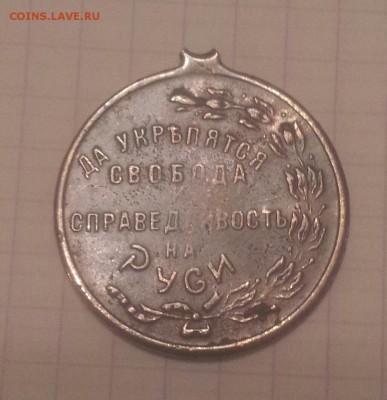 COINS.LAVE.RU
ДА УКРѢПЯТСЯ
СВОБОДА
СПРАВЕДЛИВОСТЬ
НА
РУСИ